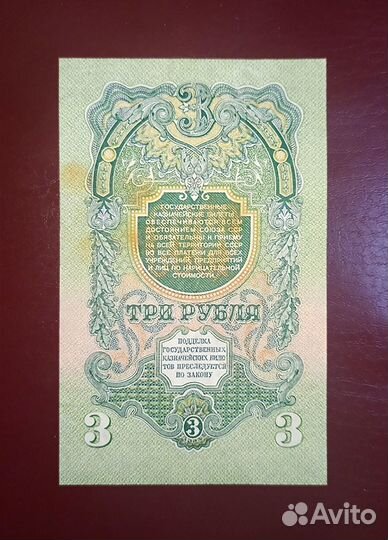 3
ГОСУДАРСТВЕННЫЕ
КАЗНАЧЕЙСКИЕ БИЛЕТЫ
ОБЕСПЕЧИВАЮТСЯ ВСЕМ
ДОСТОЯНИЕМ СОЮЗА ССР
И ОБЯЗАТЕЛЬНЫ К ПРИЕМУ
НА ВСЕЙ ТЕРРИТОРИИ СССР
ВО ВСЕ ПЛАТЕЖИ ДЛЯ ВСЕХ
УЧРЕЖДЕНИЙ, ПРЕДПРИЯТИЙ
И ЛИЦ ПО НАРИЦАТЕЛЬНОЙ
СТОИМОСТИ.
ТРИ РУБЛЯ
ПОДДЕЛКА
ГОСУДАРСТВЕННЫХ
КАЗНАЧЕЙСКИХ БИЛЕ
ТОВ ПРЕСЛЕДУЕТСЯ
ПО ЗАКОНУ
3 3 3
Avito